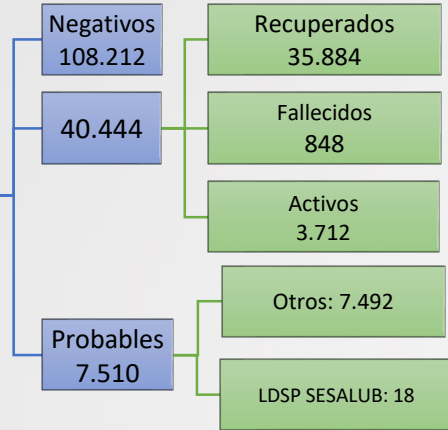 Negativos
108.212
40.444
Probables
7.510
Recuperados
35.884
Fallecidos
848
Activos
3.712
Otros: 7.492
LDSP SESALUB: 18